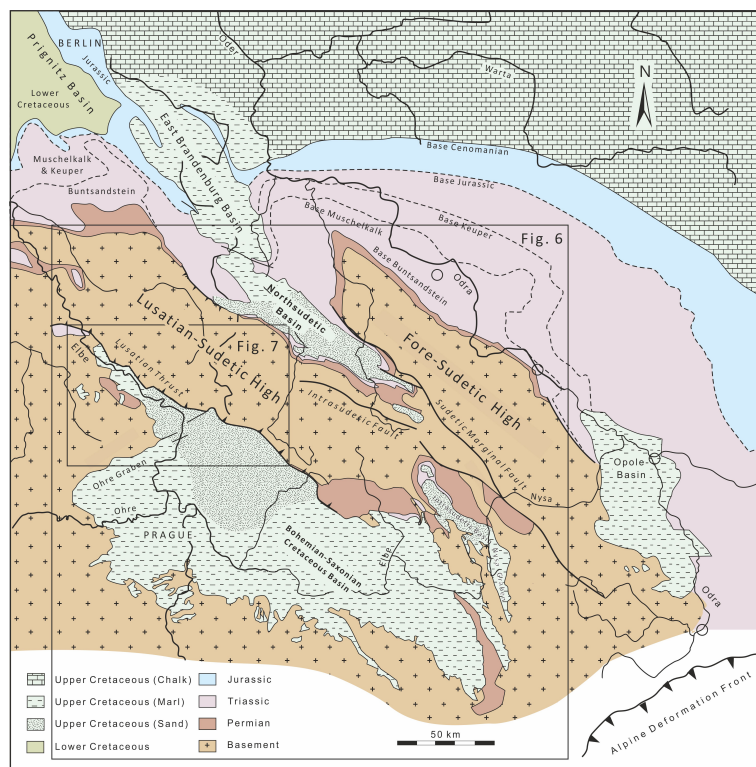 BERLIN
Prignitz Basin
Jurassic
Lower
Cretaceous
Oder
Warta
N
East Brandenburg
Basin
Base Cenomanian
Muschelkalk
& Keuper
Buntsandstein
Base Jurassic
Base Keuper
Base Muschelkalk
Base Buntsandstein
Fig. 6
Odra
Northsudetic
Basin
Lusatian-Sudetic High
Fig. 7
Fore-Sudetic High
Elbe
Lusatian Thrust
Intrasudetic Fault
Sudetic Marginal Fault
Opole-
Basin
Nysa
Ohre Graben
Ohre
PRAGUE
Bohemian-Saxonian
Cretaceous Basin
Elbe
Odra
Upper Cretaceous (Chalk)
Upper Cretaceous (Marl)
Upper Cretaceous (Sand)
Lower Cretaceous
Jurassic
Triassic
Permian
Basement
50 km
Alpine Deformation Front